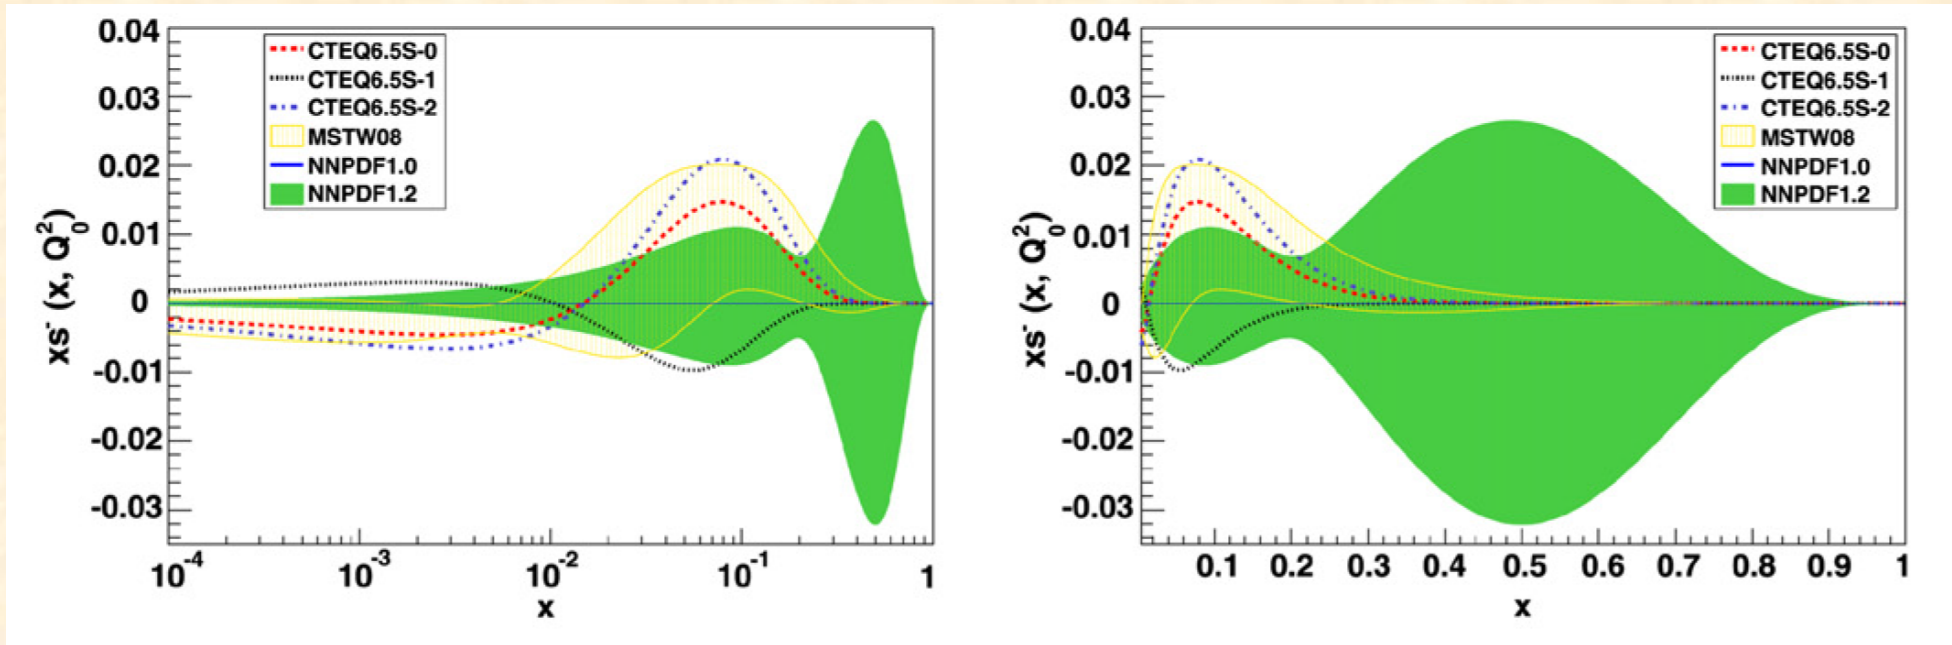 0.04
0.03
0.02
0.01
0
-0.01
-0.02
-0.03
xs⁻ (x, Q₀²)
CTEQ6.5S-0
CTEQ6.5S-1
CTEQ6.5S-2
MSTW08
NNPDF1.0
NNPDF1.2
10⁻⁴ 10⁻³ 10⁻² 10⁻¹ 1
x
0.04
0.03
0.02
0.01
0
-0.01
-0.02
-0.03
xs⁻ (x, Q₀²)
CTEQ6.5S-0
CTEQ6.5S-1
CTEQ6.5S-2
MSTW08
NNPDF1.0
NNPDF1.2
0.1 0.2 0.3 0.4 0.5 0.6 0.7 0.8 0.9 1
x